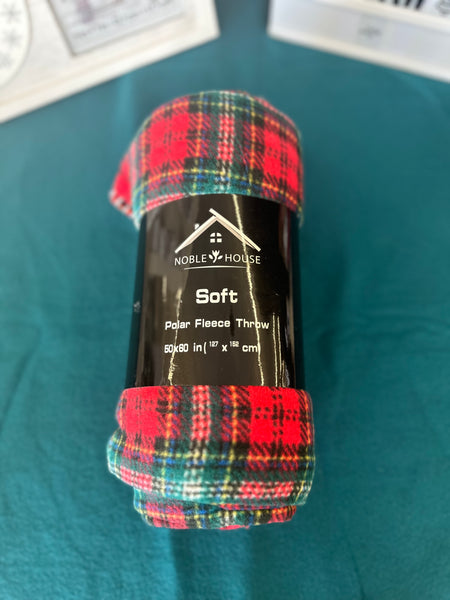 NOBLE HOUSE
Soft
Polar Fleece Throw
50x60 in( 127 x 152 cm)